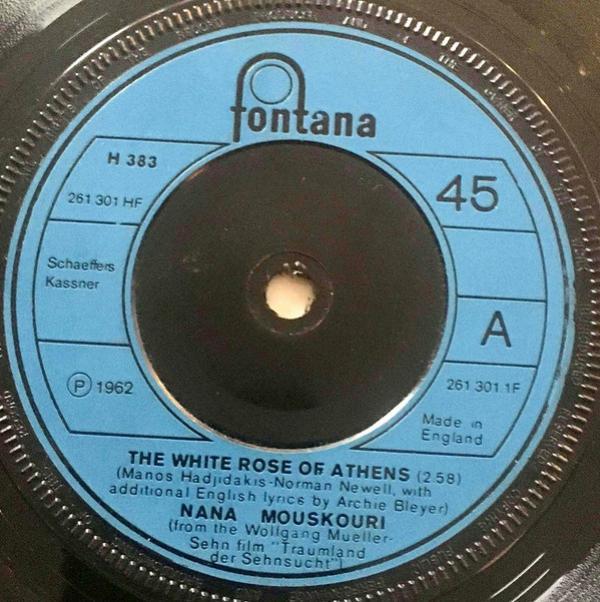 fontana
H 383
261 301 HF
Schaeffers
Kassner
Ⓟ 1962
45
A
261 301.1F
Made in
England
THE WHITE ROSE OF ATHENS (2.58)
(Manos Hadjidakis-Norman Newell, with
additional English lyrics by Archie Bleyer)
NANA MOUSKOURI
(from the Wollgang Mueller-
Sehn film "Traumland
der Sehnsucht")